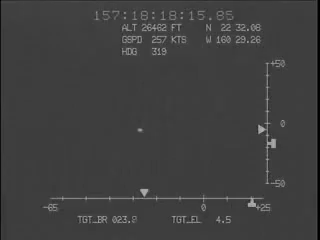 157:18:18:15.85
ALT 26462 FT N 22 32.08
GSPD 257 KTS W 160 29.26
HDG 319
+50
0
-50
-65 0 +25
TGT_BR 023.2 TGT_EL 4.5